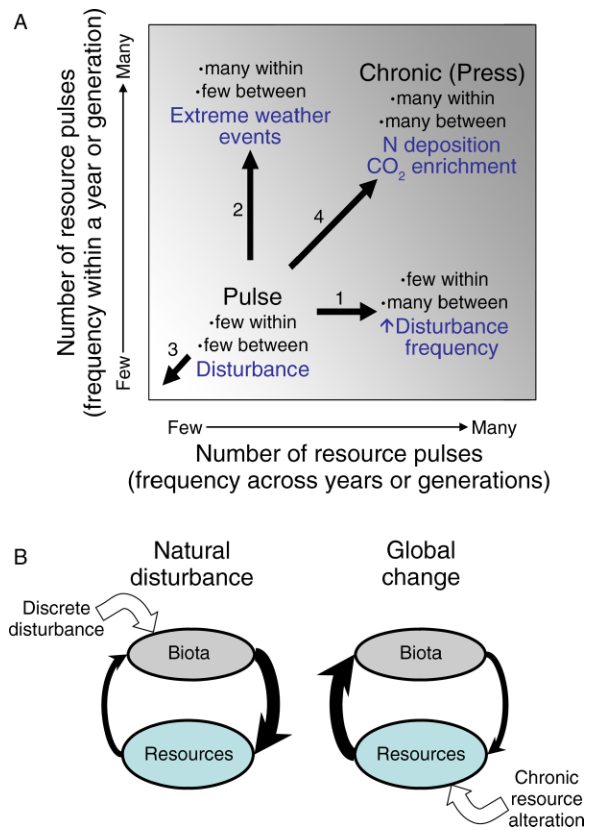 A
Number of resource pulses
(frequency within a year or generation)
Few
Many
•many within
•few between
Extreme weather
events
Chronic (Press)
•many within
•many between
N deposition
CO2 enrichment
2
4
Pulse
•few within
•few between
Disturbance
1
•few within
•many between
↑Disturbance
frequency
3
Few
Many
Number of resource pulses
(frequency across years or generations)
B
Natural
disturbance
Global
change
Discrete
disturbance
Biota
Resources
Biota
Resources
Chronic
resource
alteration